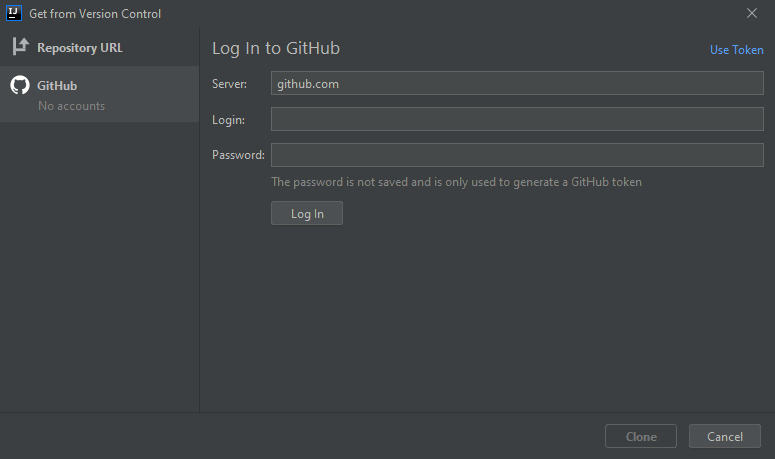 IJ
Get from Version Control
Repository URL
GitHub
No accounts
Log In to GitHub
Use Token
Server:
github.com
Login:
Password:
The password is not saved and is only used to generate a GitHub token
Log In
Clone
Cancel